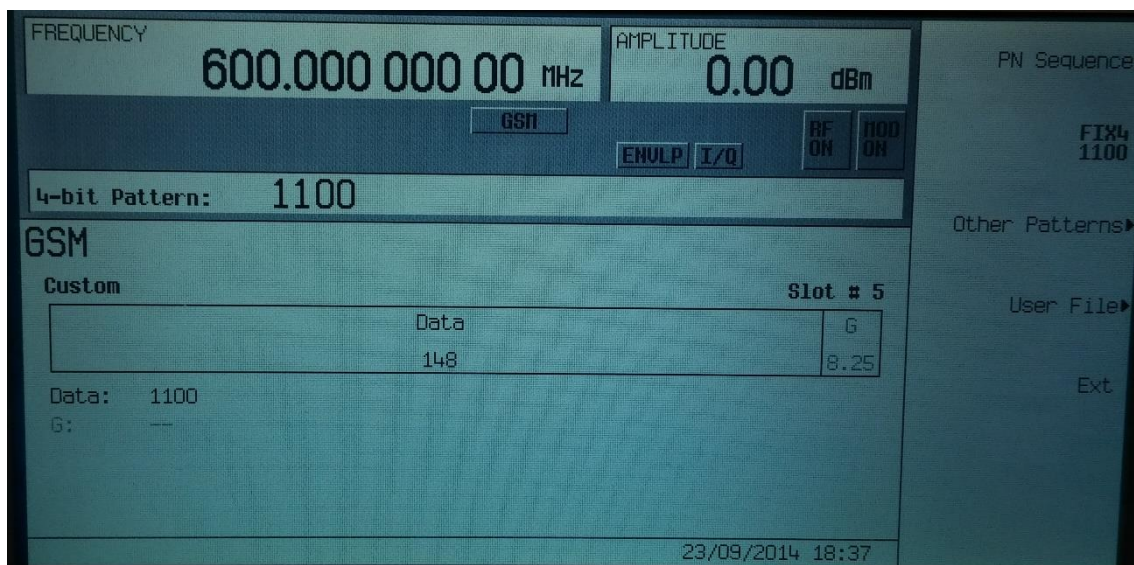 FREQUENCY
600.000 000 00 MHz
AMPLITUDE
0.00 dBm
GSM
ENVLP I/Q
RF ON
MOD ON
4-bit Pattern: 1100
GSM
Custom
Slot # 5
Data
G
148
8.25
Data: 1100
G: --
23/09/2014 18:37
PN Sequence
FIX4
1100
Other Patterns
User File
Ext